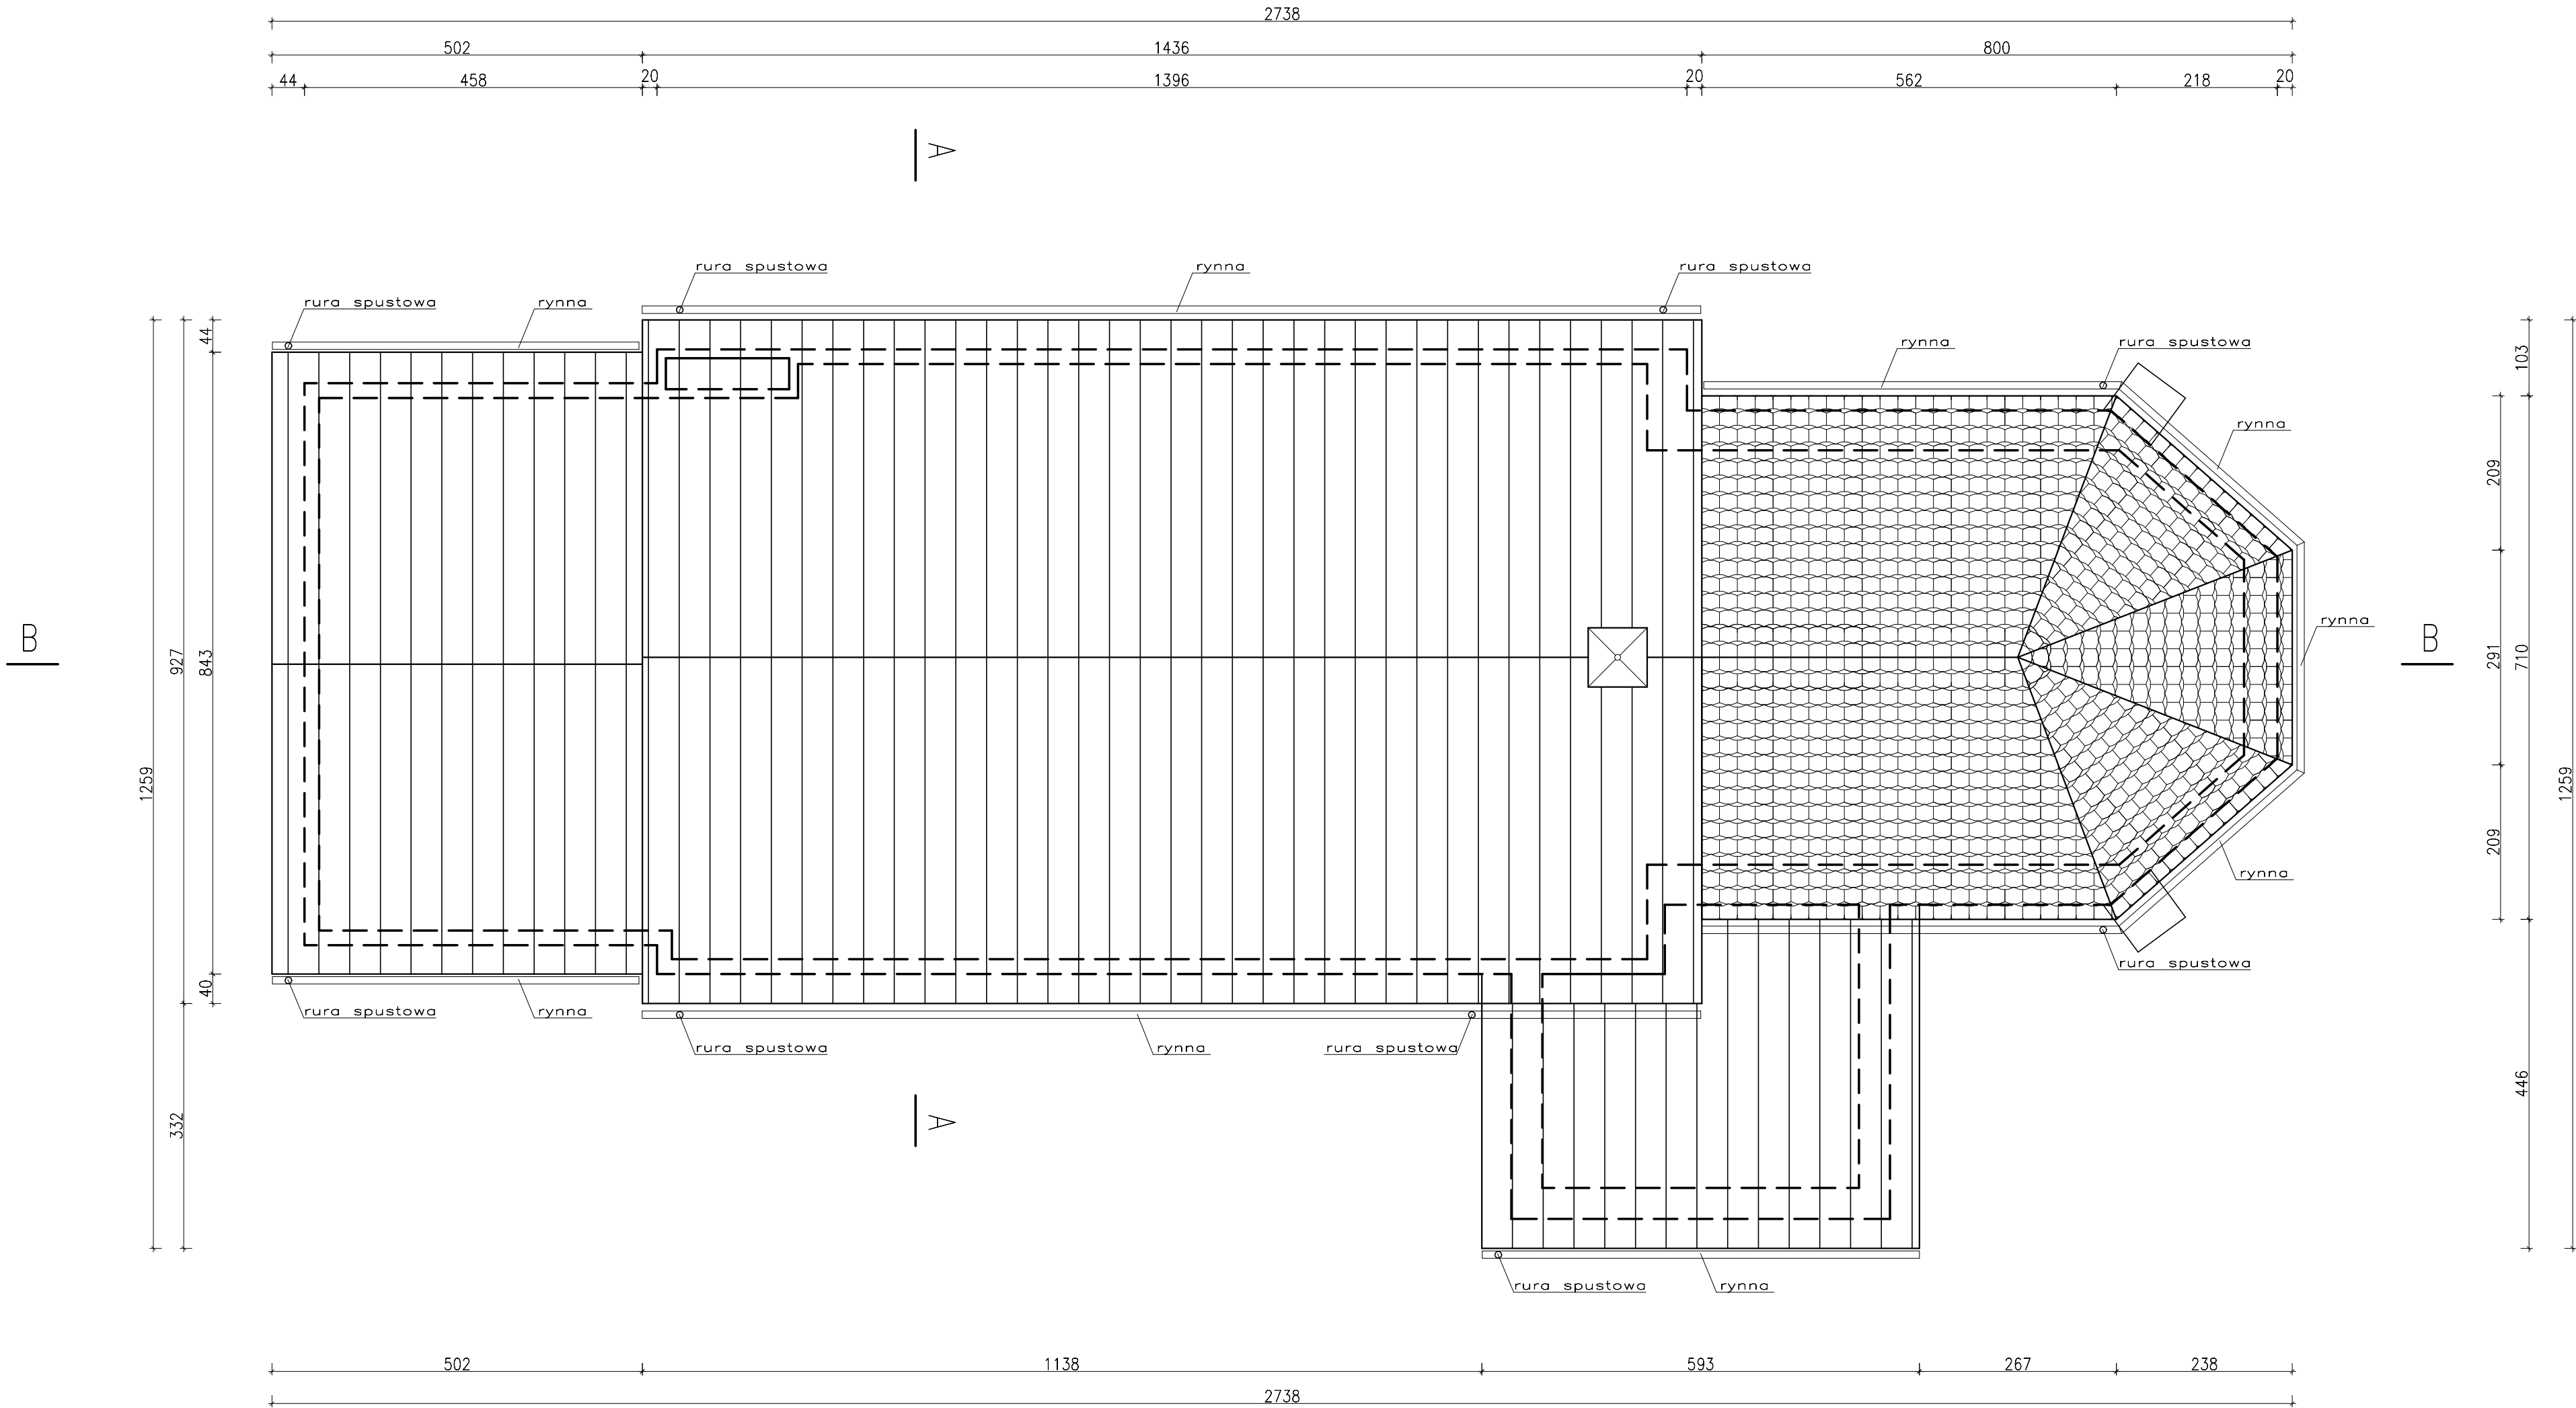 2738
502 1436 800
44 458 20 1396 20 562 218 20
A
rura spustowa rynna rura spustowa
rura spustowa rynna
rynna rura spustowa
44
103
rynna
209
B
rynna
B
927 843
291 710
1259
1259
209
rynna
rura spustowa
40
rura spustowa rynna
rura spustowa rynna rura spustowa
446
332
A
rura spustowa rynna
502 1138 593 267 238
2738